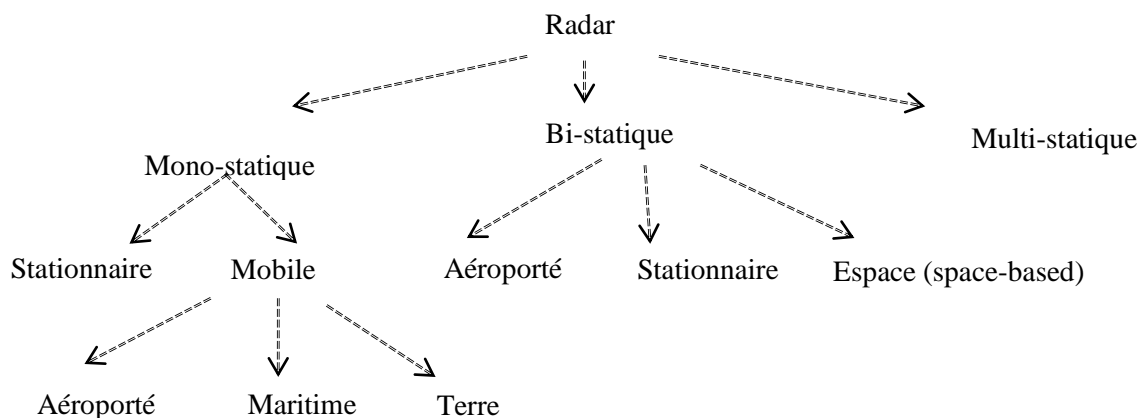 Radar
Mono-statique
Bi-statique
Multi-statique
Stationnaire
Mobile
Aéroporté
Stationnaire
Espace (space-based)
Aéroporté
Maritime
Terre